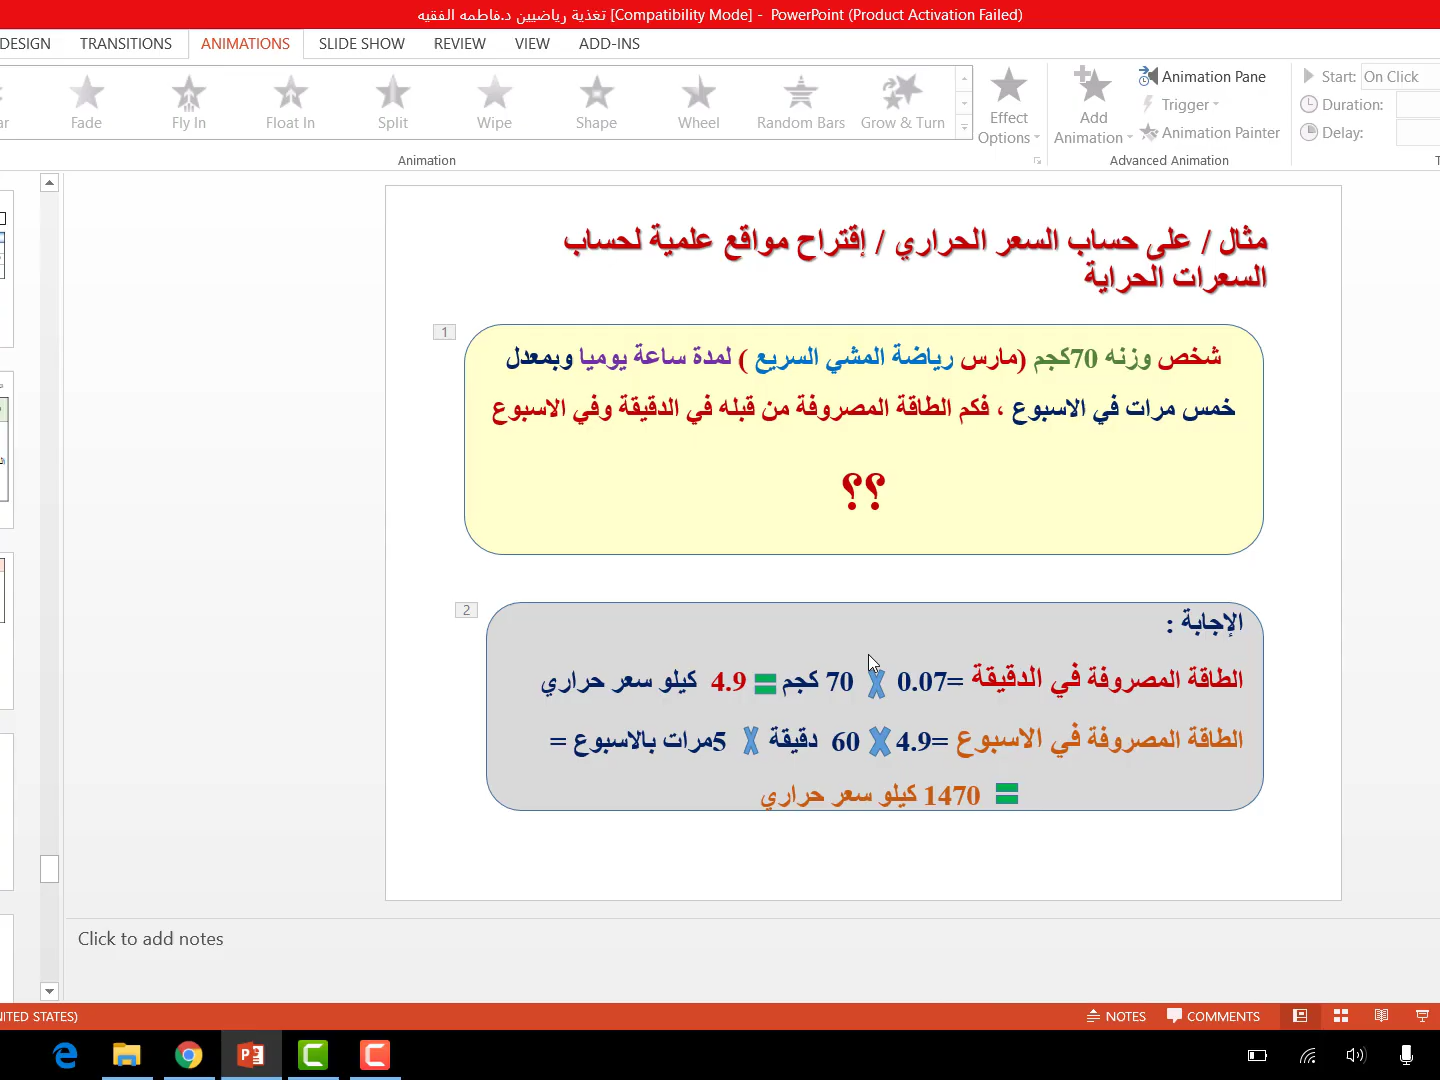 تغذية رياضيين د.فاطمه الفقيه [Compatibility Mode] - PowerPoint (Product Activation Failed)
DESIGN TRANSITIONS ANIMATIONS SLIDE SHOW REVIEW VIEW ADD-INS
Fade Fly In Float In Split Wipe Shape Wheel Random Bars Grow & Turn
Effect Options
Add Animation
Animation Pane
Trigger
Animation Painter
Start: On Click
Duration:
Delay:
Animation
Advanced Animation
مثال / على حساب السعر الحراري / إقتراح مواقع علمية لحساب
السعرات الحراية
1
شخص وزنه 70كجم (مارس رياضة المشي السريع ) لمدة ساعة يوميا وبمعدل
خمس مرات في الاسبوع ، فكم الطاقة المصروفة من قبله في الدقيقة وفي الاسبوع
؟؟
2
الإجابة :
الطاقة المصروفة في الدقيقة =0.07 × 70 كجم = 4.9 كيلو سعر حراري
الطاقة المصروفة في الاسبوع =4.9 × 60 دقيقة × 5مرات بالاسبوع =
= 1470 كيلو سعر حراري
Click to add notes
NOTES COMMENTS